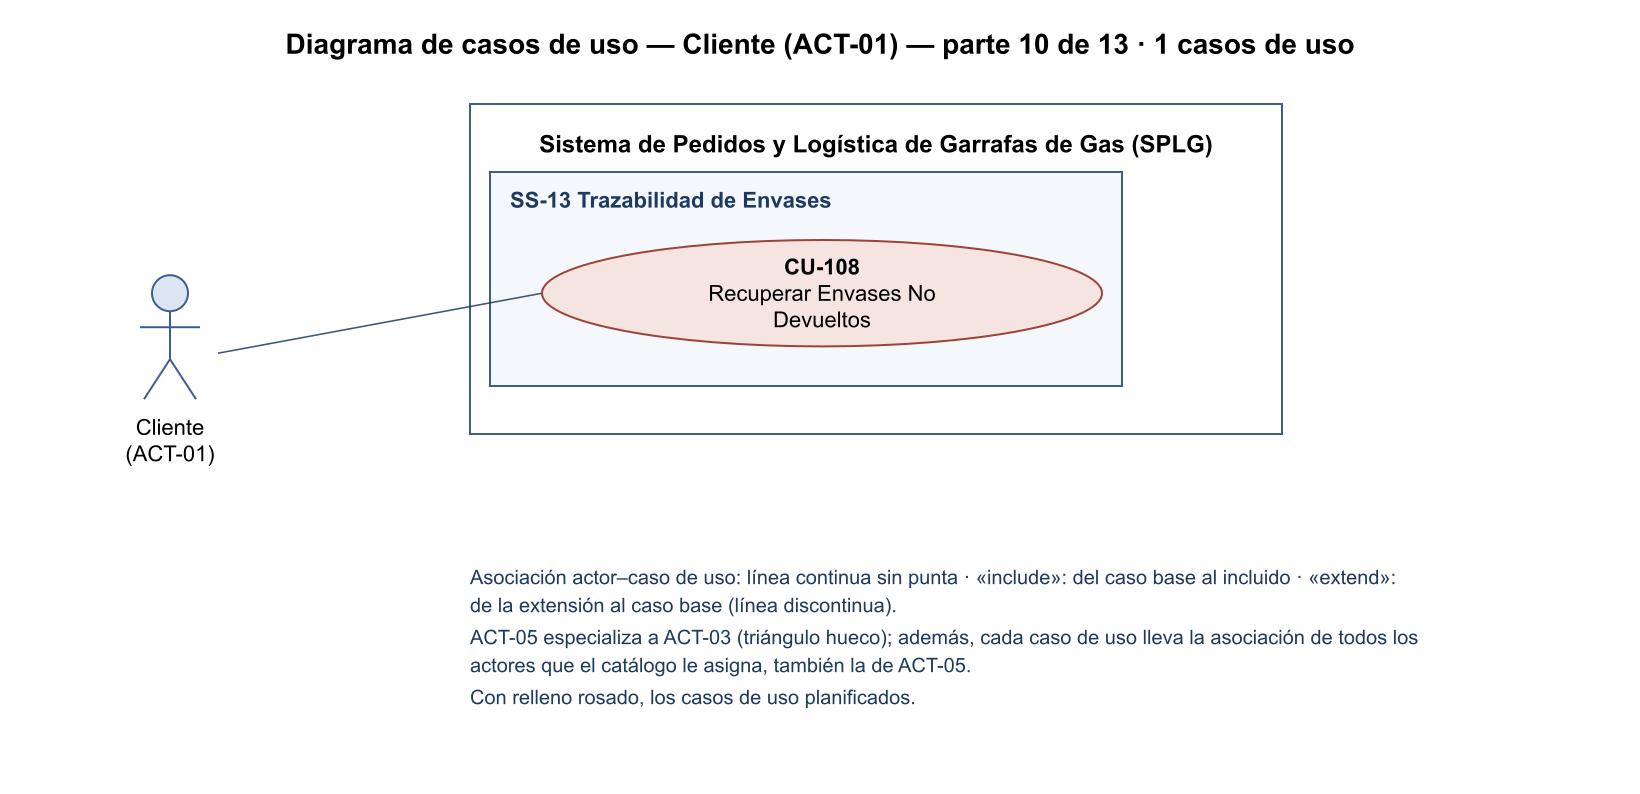 Diagrama de casos de uso — Cliente (ACT-01) — parte 10 de 13 · 1 casos de uso
Sistema de Pedidos y Logística de Garrafas de Gas (SPLG)
SS-13 Trazabilidad de Envases
CU-108
Recuperar Envases No
Devueltos
Cliente
(ACT-01)
Asociación actor–caso de uso: línea continua sin punta · «include»: del caso base al incluido · «extend»:
de la extensión al caso base (línea discontinua).
ACT-05 especializa a ACT-03 (triángulo hueco); además, cada caso de uso lleva la asociación de todos los
actores que el catálogo le asigna, también la de ACT-05.
Con relleno rosado, los casos de uso planificados.